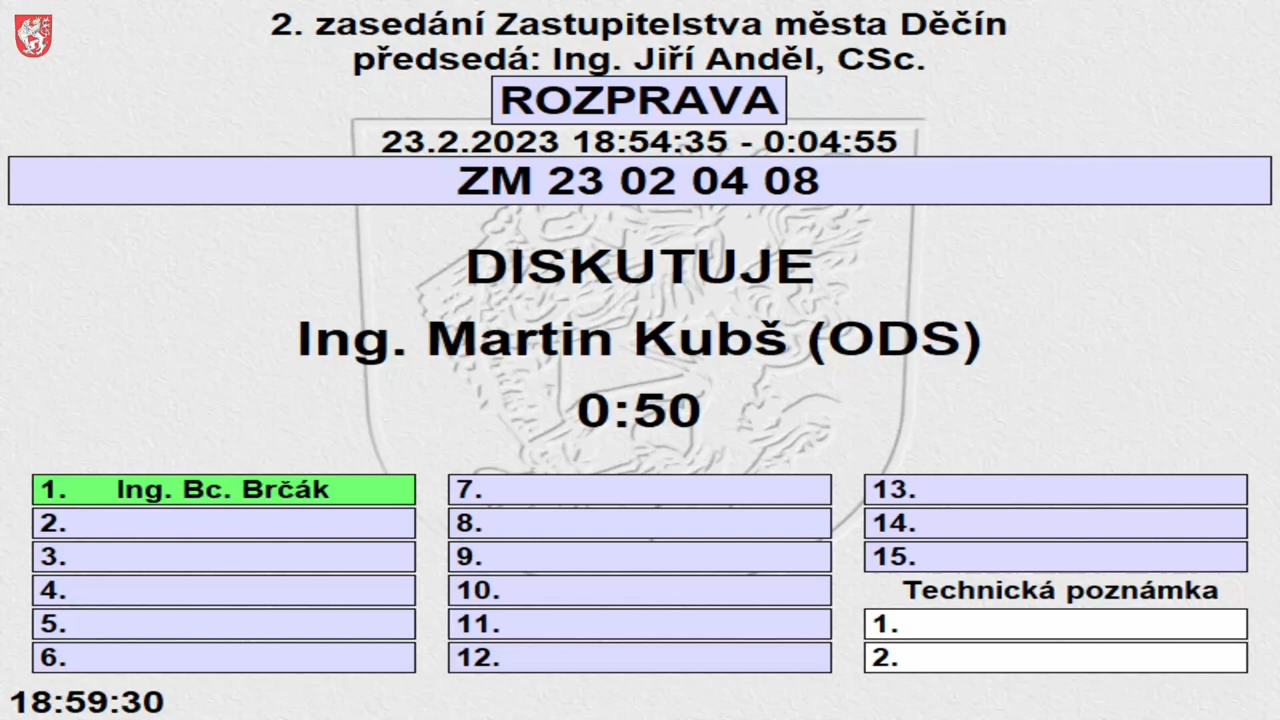 2. zasedání Zastupitelstva města Děčín
předsedá: Ing. Jiří Anděl, CSc.
ROZPRAVA
23.2.2023 18:54:35 - 0:04:55
ZM 23 02 04 08
DISKUTUJE
Ing. Martin Kubš (ODS)
0:50
1. Ing. Bc. Brčák
2.
3.
4.
5.
6.
7.
8.
9.
10.
11.
12.
13.
14.
15.
Technická poznámka
1.
2.
18:59:30